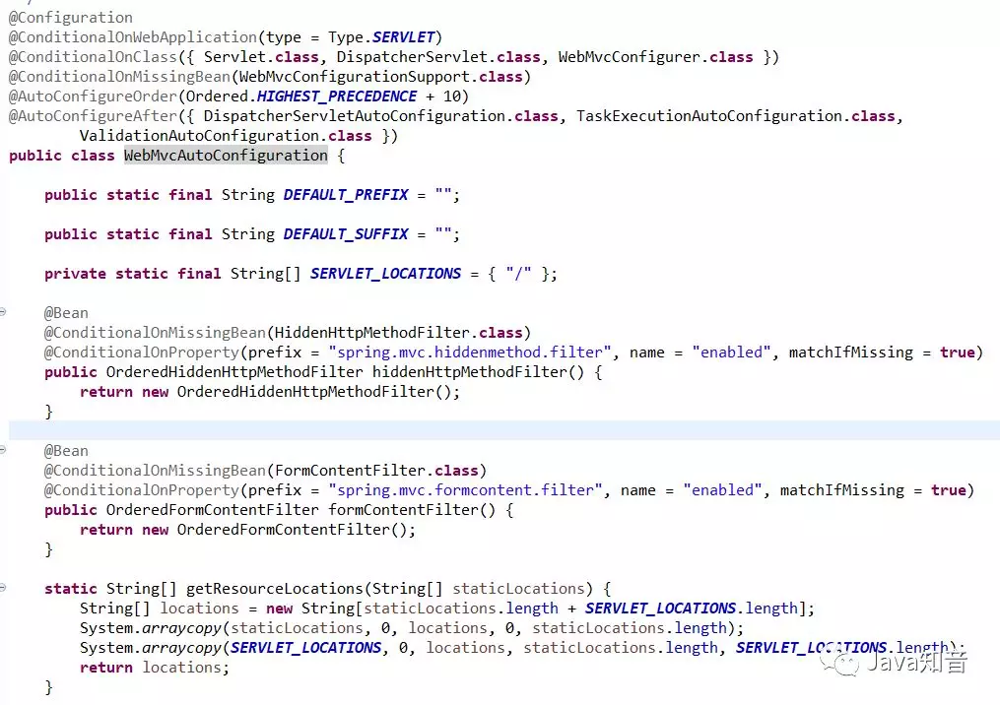 @Configuration
@ConditionalOnWebApplication(type = Type.SERVLET)
@ConditionalOnClass({ Servlet.class, DispatcherServlet.class, WebMvcConfigurer.class })
@ConditionalOnMissingBean(WebMvcConfigurationSupport.class)
@AutoConfigureOrder(Ordered.HIGHEST_PRECEDENCE + 10)
@AutoConfigureAfter({ DispatcherServletAutoConfiguration.class, TaskExecutionAutoConfiguration.class,
ValidationAutoConfiguration.class })
public class WebMvcAutoConfiguration {
public static final String DEFAULT_PREFIX = "";
public static final String DEFAULT_SUFFIX = "";
private static final String[] SERVLET_LOCATIONS = { "/" };
@Bean
@ConditionalOnMissingBean(HiddenHttpMethodFilter.class)
@ConditionalOnProperty(prefix = "spring.mvc.hiddenmethod.filter", name = "enabled", matchIfMissing = true)
public OrderedHiddenHttpMethodFilter hiddenHttpMethodFilter() {
return new OrderedHiddenHttpMethodFilter();
}
@Bean
@ConditionalOnMissingBean(FormContentFilter.class)
@ConditionalOnProperty(prefix = "spring.mvc.formcontent.filter", name = "enabled", matchIfMissing = true)
public OrderedFormContentFilter formContentFilter() {
return new OrderedFormContentFilter();
}
static String[] getResourceLocations(String[] staticLocations) {
String[] locations = new String[staticLocations.length + SERVLET_LOCATIONS.length];
System.arraycopy(staticLocations, 0, locations, 0, staticLocations.length);
System.arraycopy(SERVLET_LOCATIONS, 0, locations, staticLocations.length, SERVLET_LOCATIONS.length);
return locations;
}
Java知音